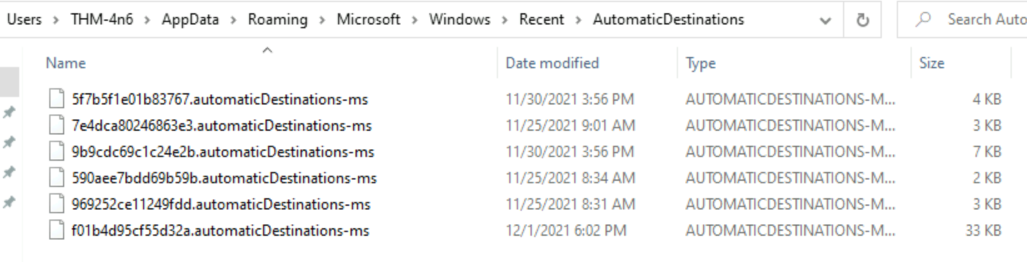 Users > THM-4n6 > AppData > Roaming > Microsoft > Windows > Recent > AutomaticDestinations Search Auto
Name Date modified Type Size
5f7b5f1e01b83767.automaticDestinations-ms 11/30/2021 3:56 PM AUTOMATICDESTINATIONS-M... 4 KB
7e4dca80246863e3.automaticDestinations-ms 11/25/2021 9:01 AM AUTOMATICDESTINATIONS-M... 3 KB
9b9cdc69c1c24e2b.automaticDestinations-ms 11/30/2021 3:56 PM AUTOMATICDESTINATIONS-M... 7 KB
590aee7bdd69b59b.automaticDestinations-ms 11/25/2021 8:34 AM AUTOMATICDESTINATIONS-M... 2 KB
969252ce11249fdd.automaticDestinations-ms 11/25/2021 8:31 AM AUTOMATICDESTINATIONS-M... 3 KB
f01b4d95cf55d32a.automaticDestinations-ms 12/1/2021 6:02 PM AUTOMATICDESTINATIONS-M... 33 KB